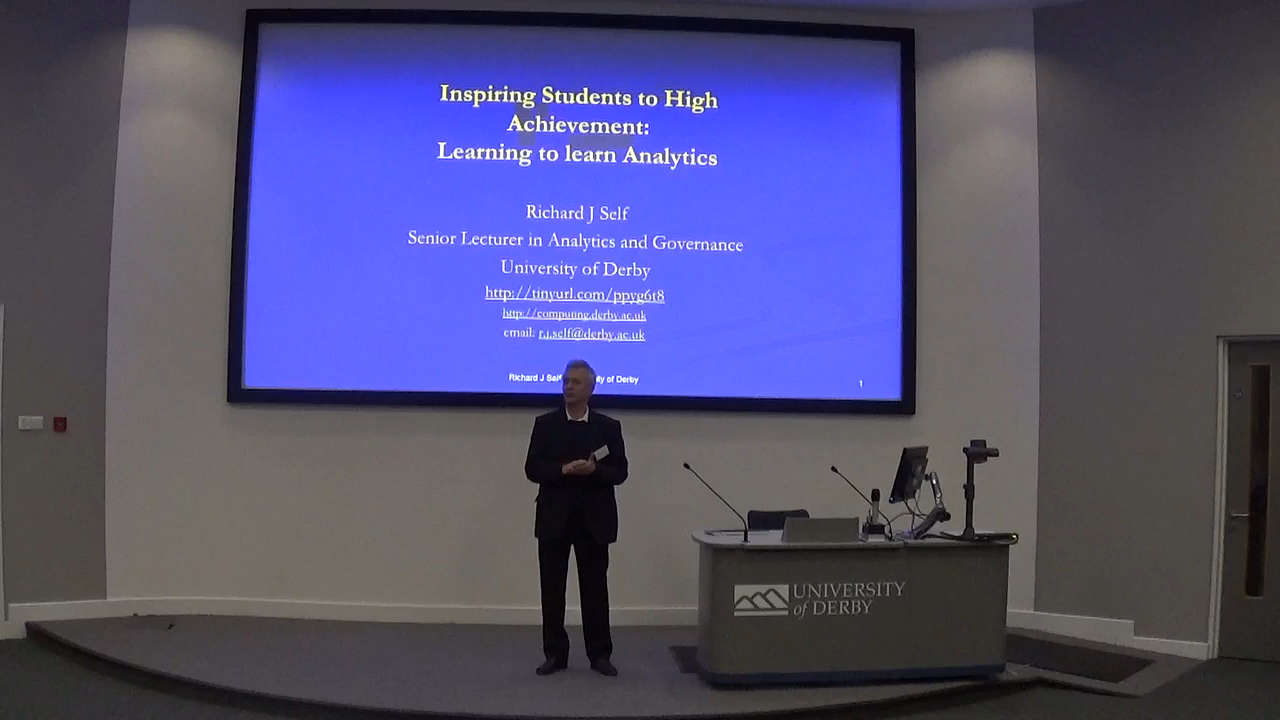 Inspiring Students to High
Achievement:
Learning to learn Analytics
Richard J Self
Senior Lecturer in Analytics and Governance
University of Derby
http://tinyurl.com/ppyg6t8
http://computing.derby.ac.uk
email: r.j.self@derby.ac.uk
Richard J Self ity of Derby
1
UNIVERSITY
of DERBY